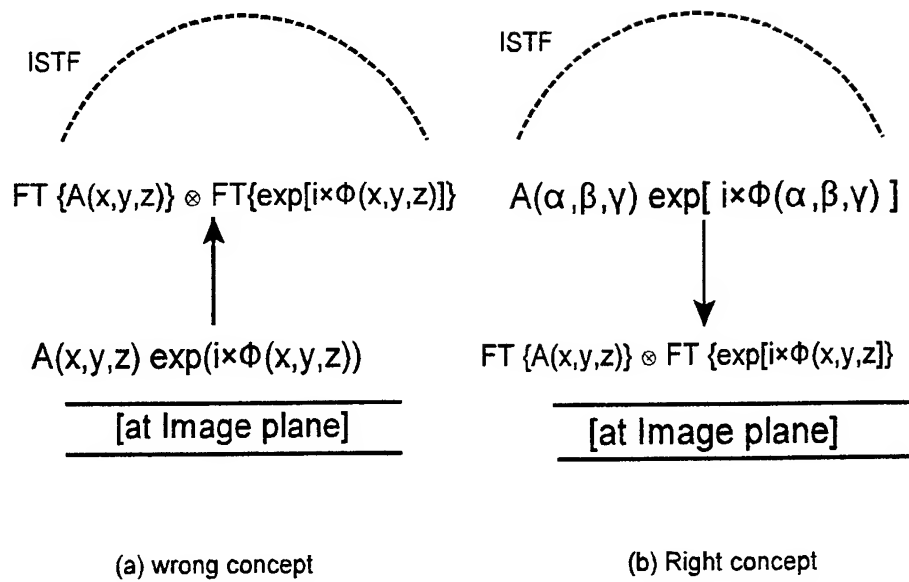 ISTF
FT {A(x,y,z)} ⊗ FT{exp[i×Φ(x,y,z)]}
A(x,y,z) exp(i×Φ(x,y,z))
[at Image plane]
(a) wrong concept
ISTF
A(α,β,γ) exp[ i×Φ(α,β,γ) ]
FT {A(x,y,z)} ⊗ FT {exp[i×Φ(x,y,z]}
[at Image plane]
(b) Right concept